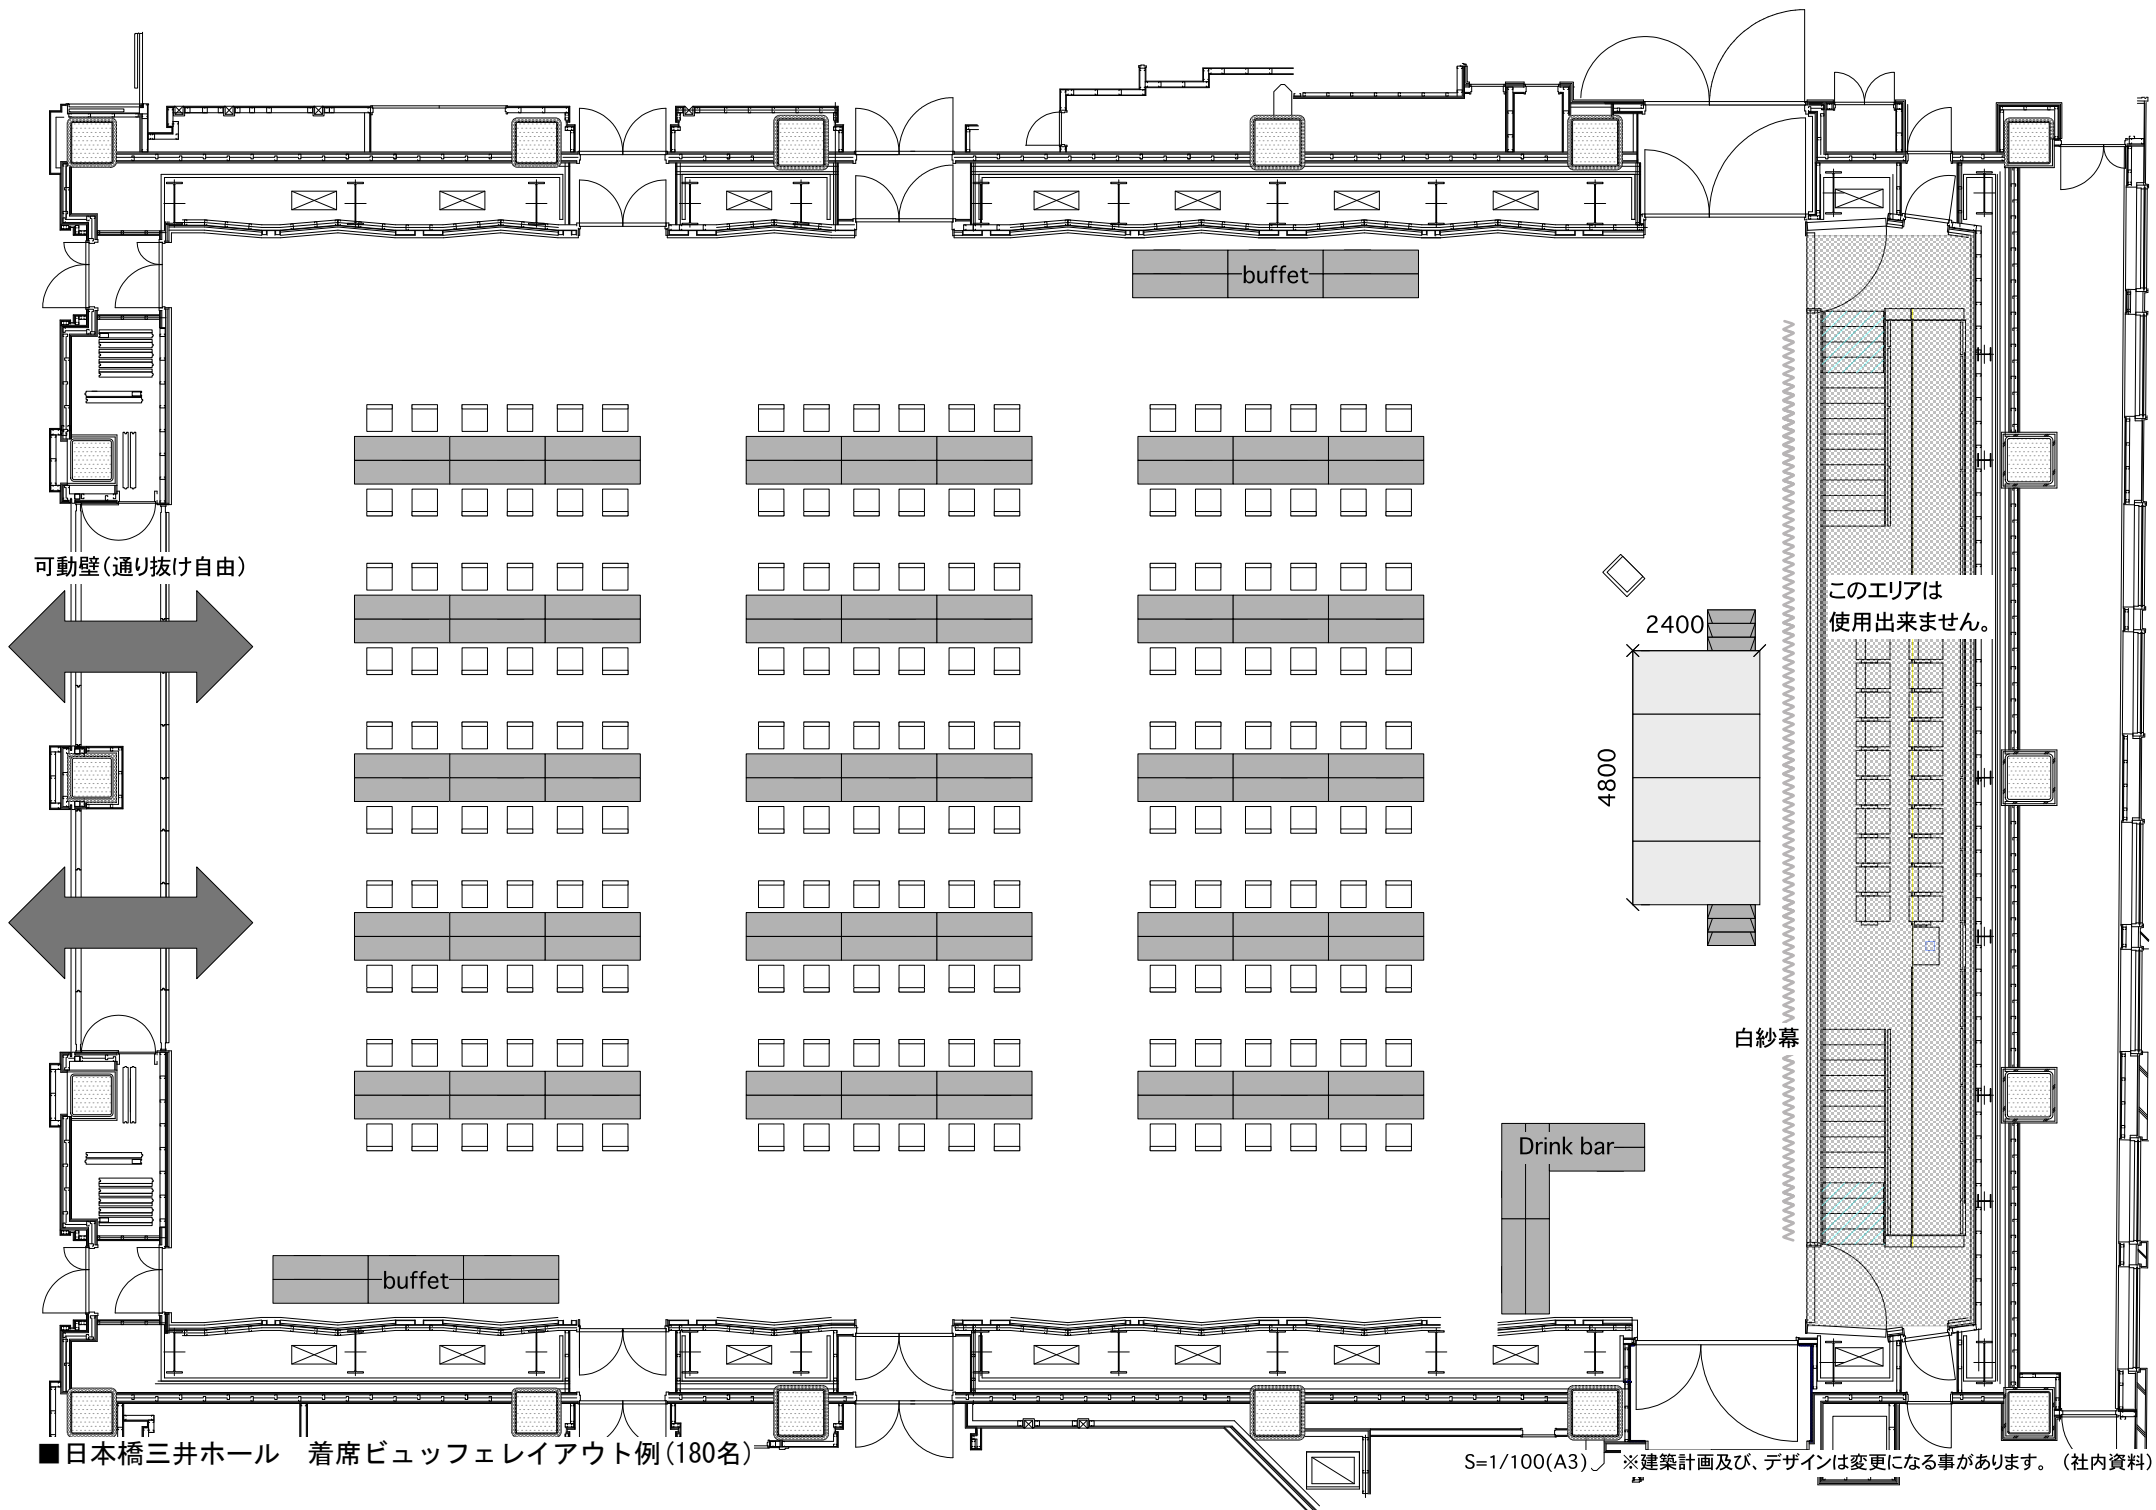 buffet
可動壁(通り抜け自由)
このエリアは
使用出来ません。
2400
4800
白紗幕
Drink bar
buffet
■日本橋三井ホール　着席ビュッフェレイアウト例(180名)
S=1/100(A3)
※建築計画及び、デザインは変更になる事があります。（社内資料）